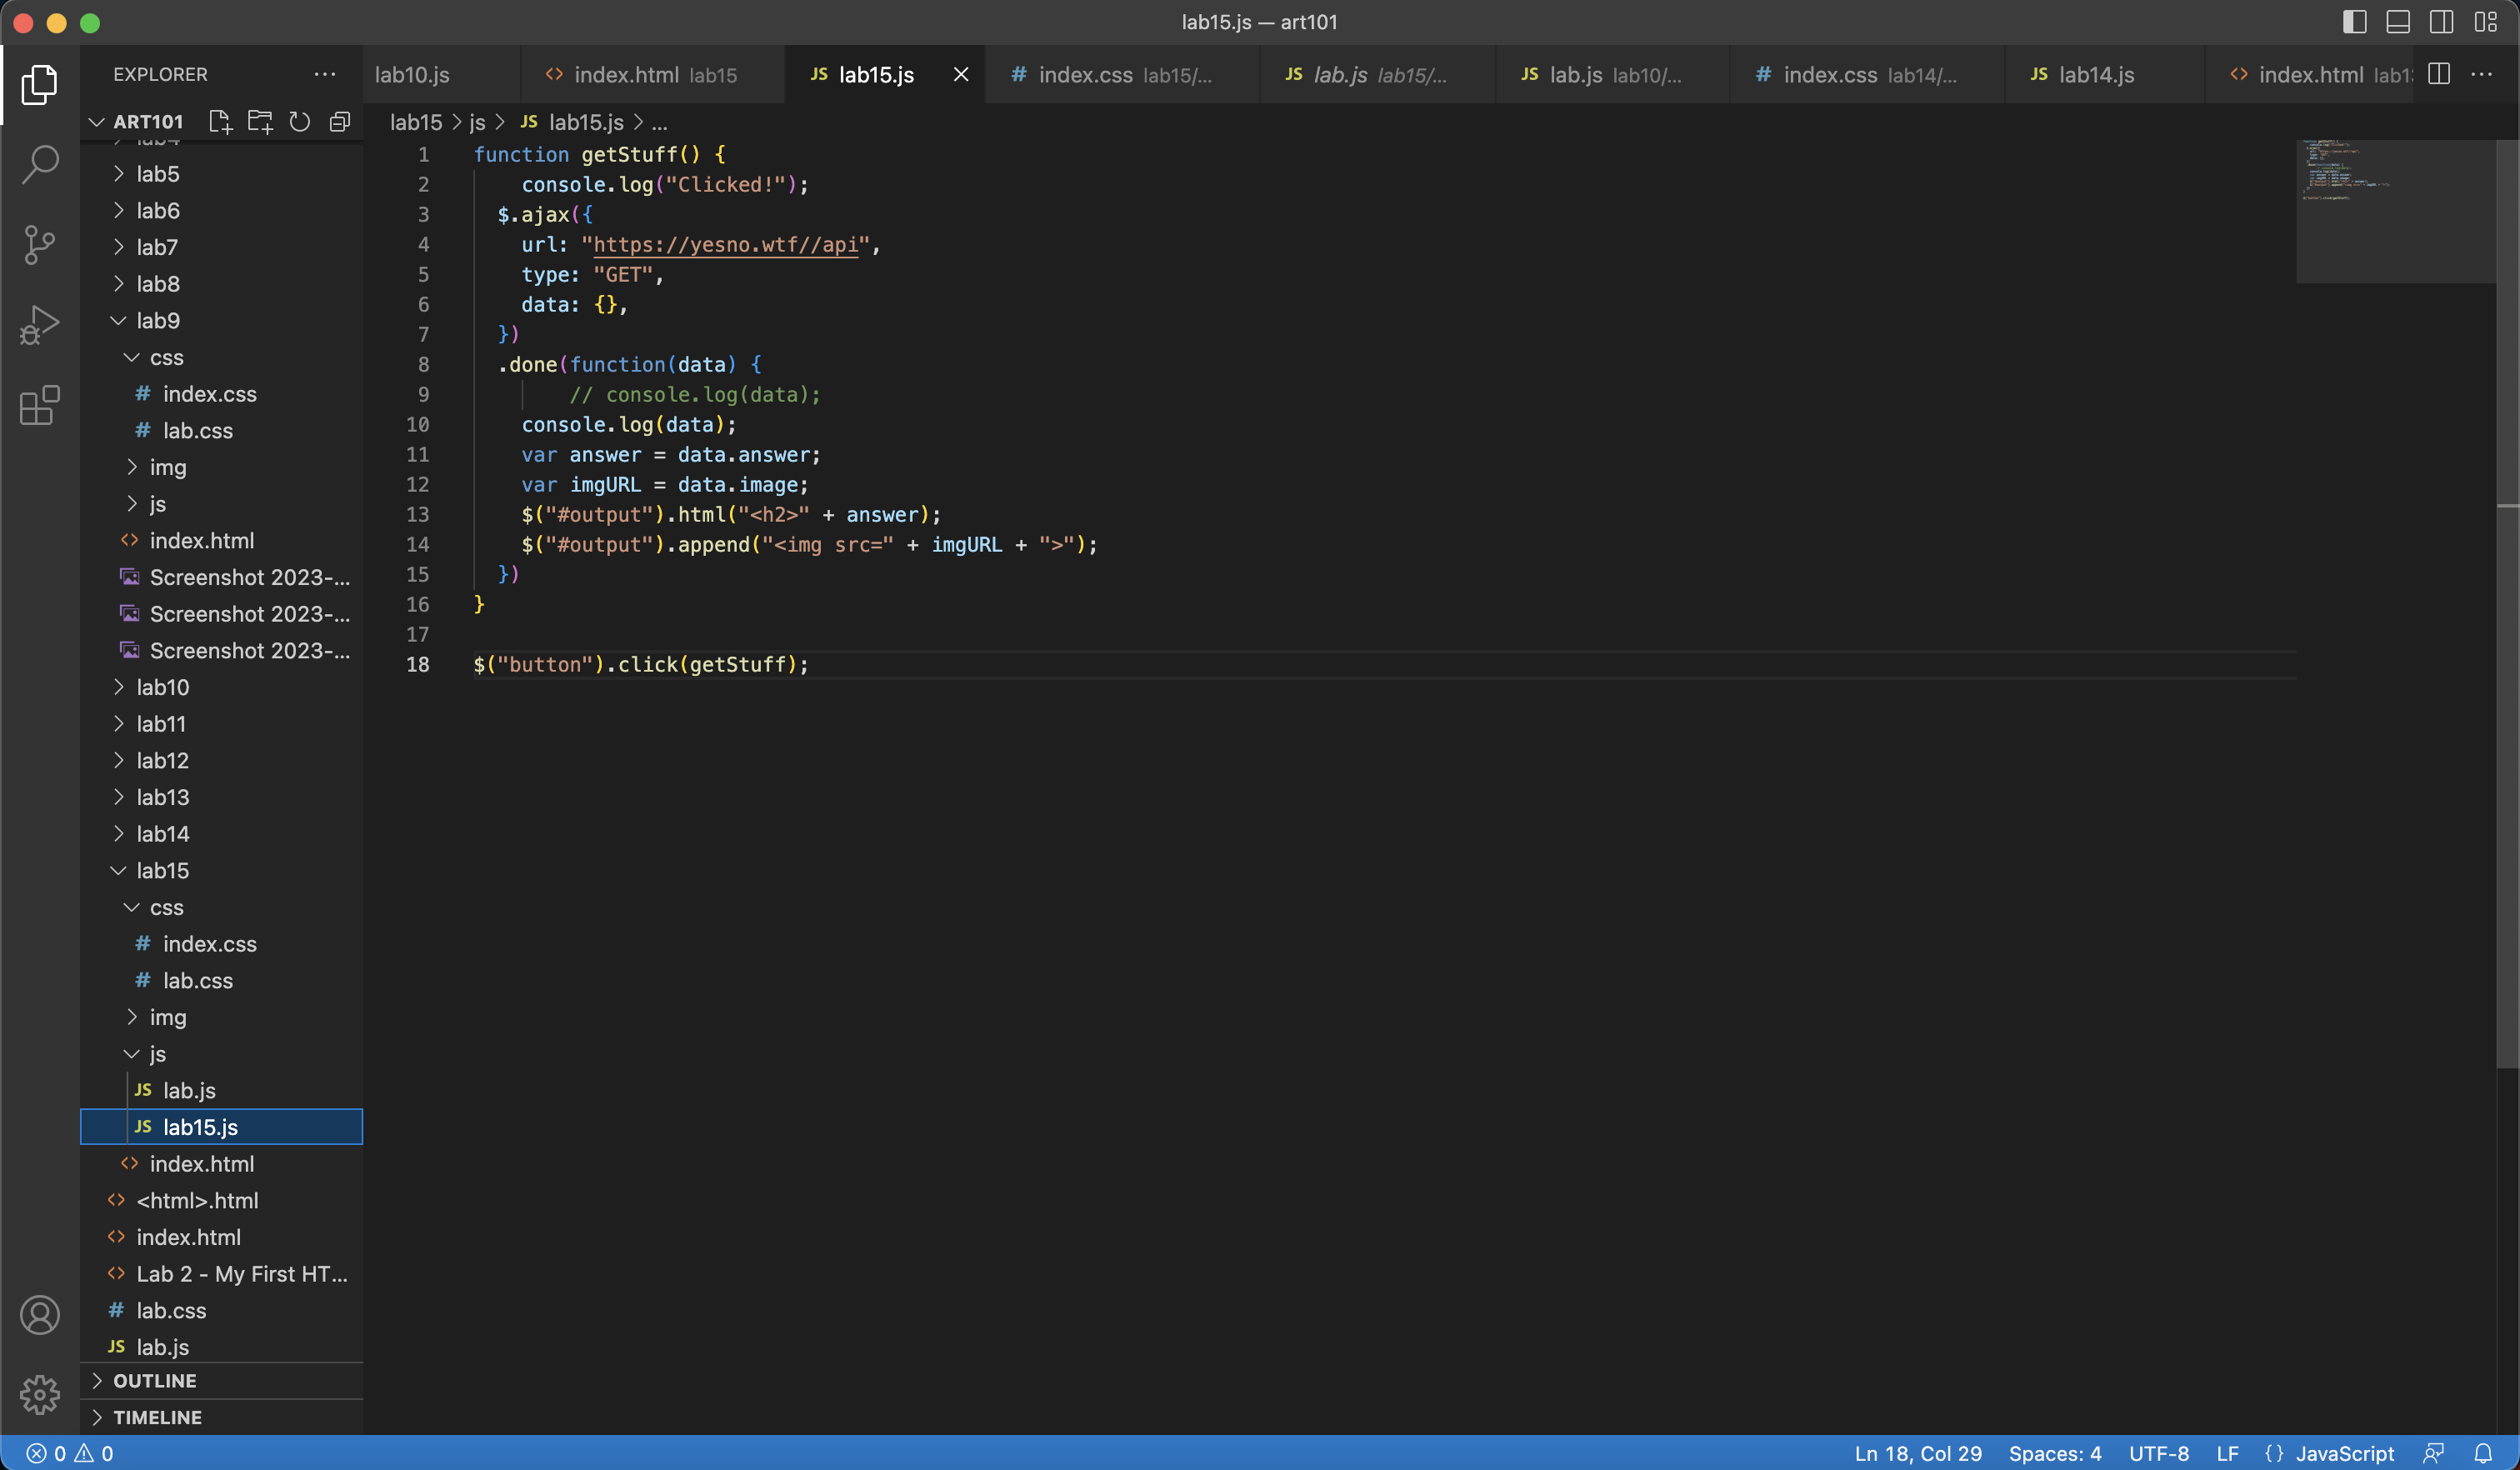 lab15.js — art101
EXPLORER
lab10.js
index.html lab15
JS lab15.js
# index.css lab15/...
JS lab.js lab15/...
JS lab.js lab10/...
# index.css lab14/...
JS lab14.js
index.html
ART101
lab15 > js > JS lab15.js > ...
lab4
lab5
lab6
lab7
lab8
lab9
css
# index.css
# lab.css
img
js
index.html
Screenshot 2023-...
Screenshot 2023-...
Screenshot 2023-...
lab10
lab11
lab12
lab13
lab14
lab15
css
# index.css
# lab.css
img
js
JS lab.js
JS lab15.js
index.html
<html>.html
index.html
Lab 2 - My First HT...
# lab.css
JS lab.js
OUTLINE
TIMELINE
1 function getStuff() {
2 console.log("Clicked!");
3 $.ajax({
4 url: "https://yesno.wtf//api",
5 type: "GET",
6 data: {},
7 })
8 .done(function(data) {
9 // console.log(data);
10 console.log(data);
11 var answer = data.answer;
12 var imgURL = data.image;
13 $("#output").html("<h2>" + answer);
14 $("#output").append("<img src=" + imgURL + ">");
15 })
16 }
17
18 $("button").click(getStuff);
0 0
Ln 18, Col 29 Spaces: 4 UTF-8 LF {} JavaScript